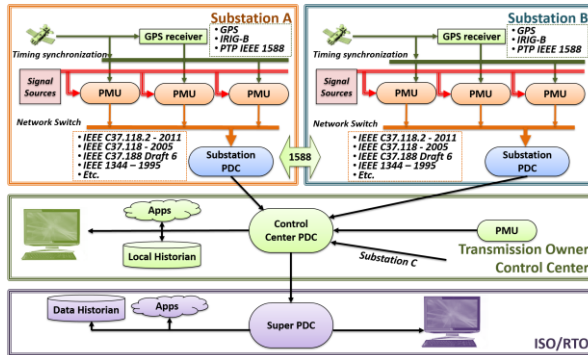 Substation A
GPS receiver
• GPS
• IRIG-B
• PTP IEEE 1588
Timing synchronization
Signal
Sources
PMU
PMU
PMU
Network Switch
• IEEE C37.118.2 - 2011
• IEEE C37.118 - 2005
• IEEE C37.188 Draft 6
• IEEE 1344 – 1995
• Etc.
Substation
PDC
1588
Substation B
GPS receiver
• GPS
• IRIG-B
• PTP IEEE 1588
Timing synchronization
Signal
Sources
PMU
PMU
PMU
Network Switch
• IEEE C37.118.2 - 2011
• IEEE C37.118 - 2005
• IEEE C37.188 Draft 6
• IEEE 1344 – 1995
• Etc.
Substation
PDC
Apps
Local Historian
Control
Center PDC
PMU
Substation C
Transmission Owner
Control Center
Data Historian
Apps
Super PDC
ISO/RTO